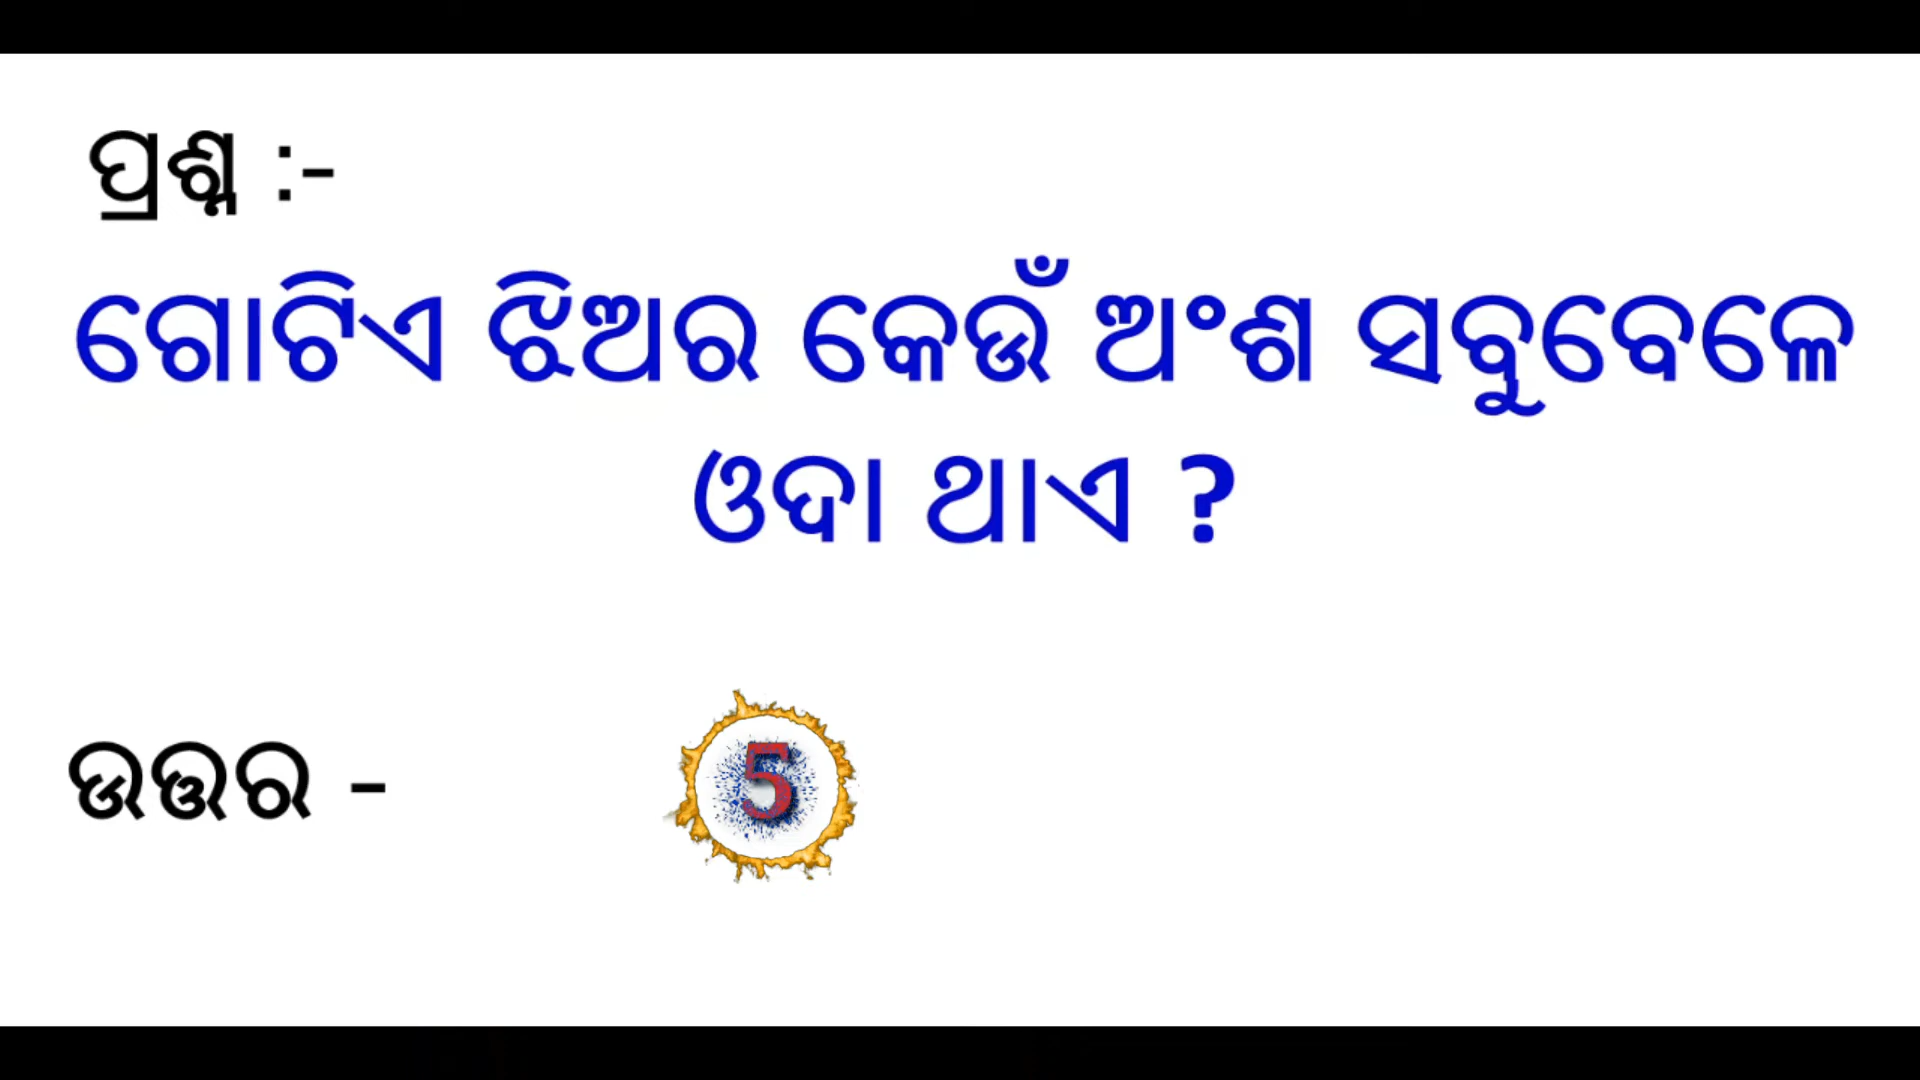 ପ୍ରଶ୍ନ :-
ଗୋଟିଏ ଝିଅର କେଉଁ ଅଂଶ ସବୁବେଳେ
ଓଦା ଥାଏ ?
ଉତ୍ତର -
5